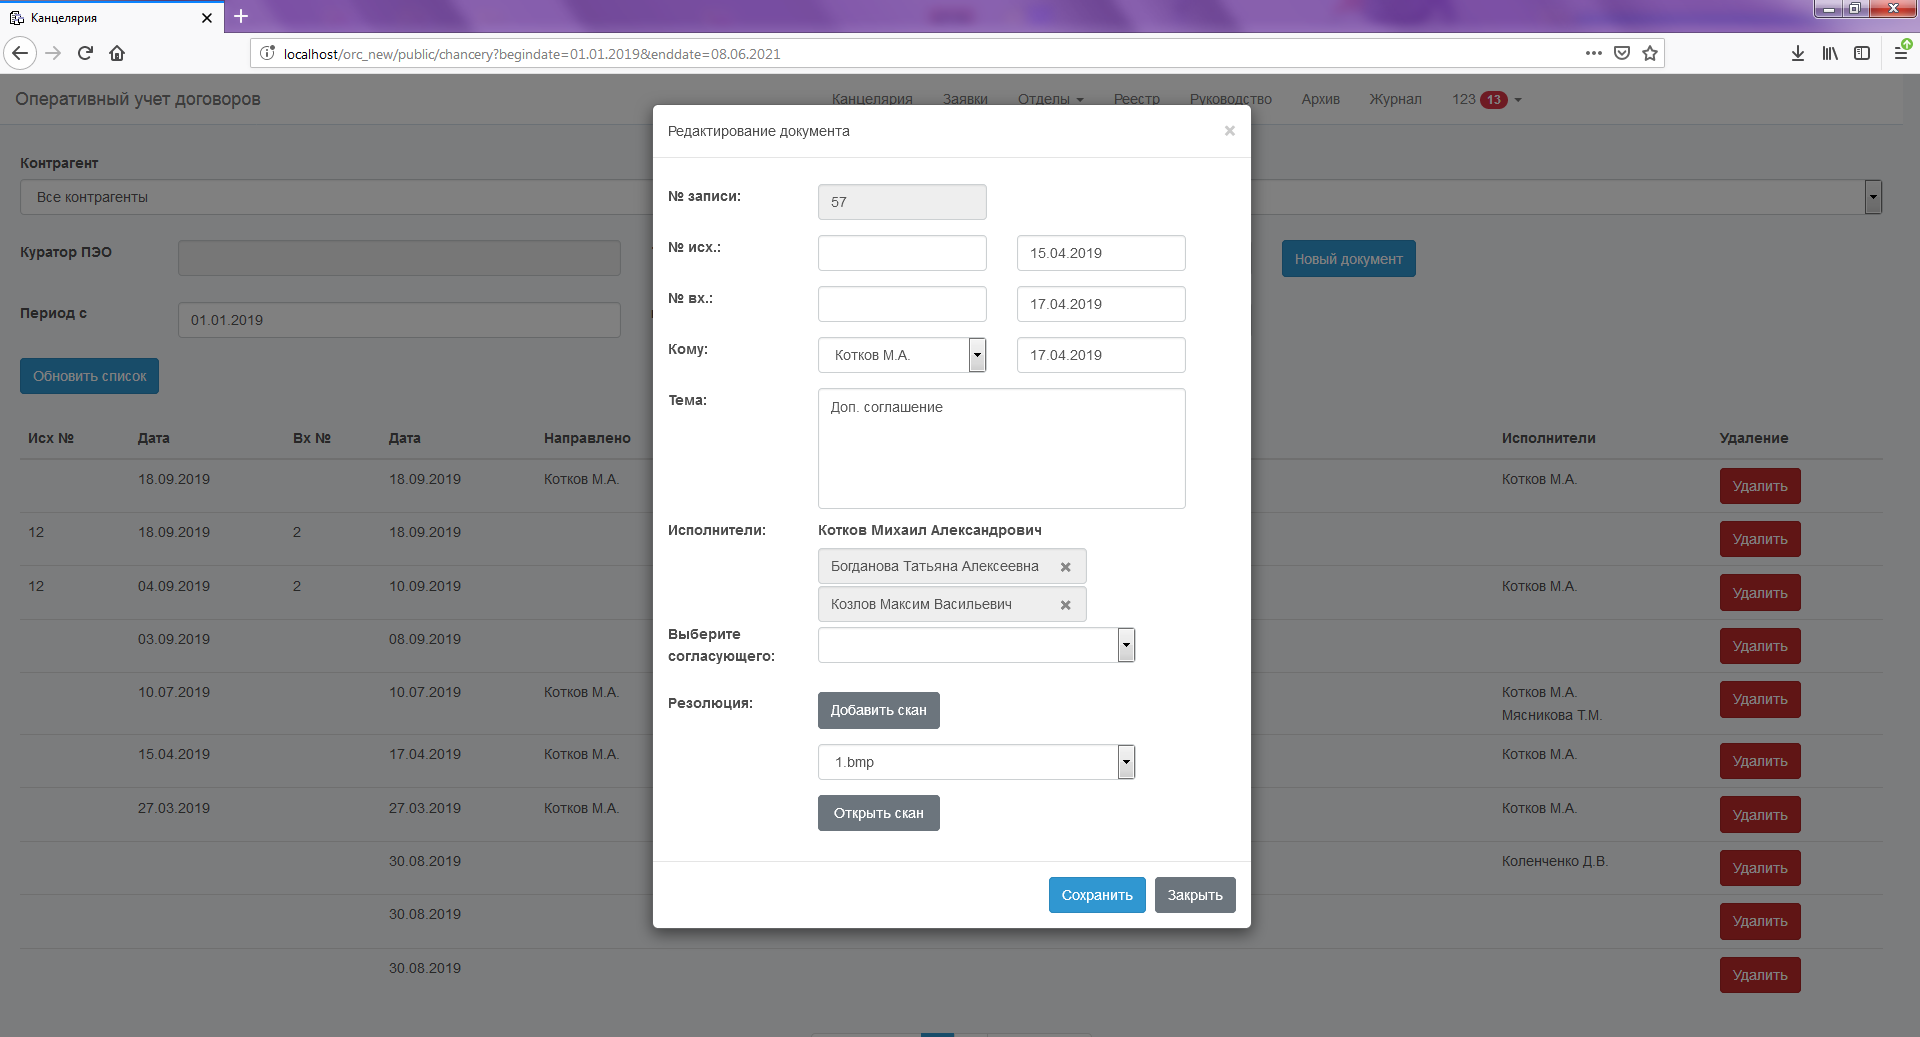 Канцелярия
localhost/orc_new/public/chancery?begindate=01.01.2019&enddate=08.06.2021
Оперативный учет договоров
Канцелярия Заявки Отделы Реестр Руководство Архив Журнал 123 13
Контрагент
Все контрагенты
Куратор ПЭО
Новый документ
Период с 01.01.2019
Обновить список
Исх № Дата Вх № Дата Направлено Исполнители Удаление
18.09.2019 18.09.2019 Котков М.А. Котков М.А. Удалить
12 18.09.2019 2 18.09.2019 Удалить
12 04.09.2019 2 10.09.2019 Котков М.А. Удалить
03.09.2019 08.09.2019 Удалить
10.07.2019 10.07.2019 Котков М.А. Котков М.А. Удалить
Мясникова Т.М.
15.04.2019 17.04.2019 Котков М.А. Котков М.А. Удалить
27.03.2019 27.03.2019 Котков М.А. Котков М.А. Удалить
30.08.2019 Коленченко Д.В. Удалить
30.08.2019 Удалить
30.08.2019 Удалить
Редактирование документа
№ записи: 57
№ исх.: 15.04.2019
№ вх.: 17.04.2019
Кому: Котков М.А. 17.04.2019
Тема: Доп. соглашение
Исполнители: Котков Михаил Александрович
Богданова Татьяна Алексеевна
Козлов Максим Васильевич
Выберите
согласующего:
Резолюция: Добавить скан
1.bmp
Открыть скан
Сохранить Закрыть